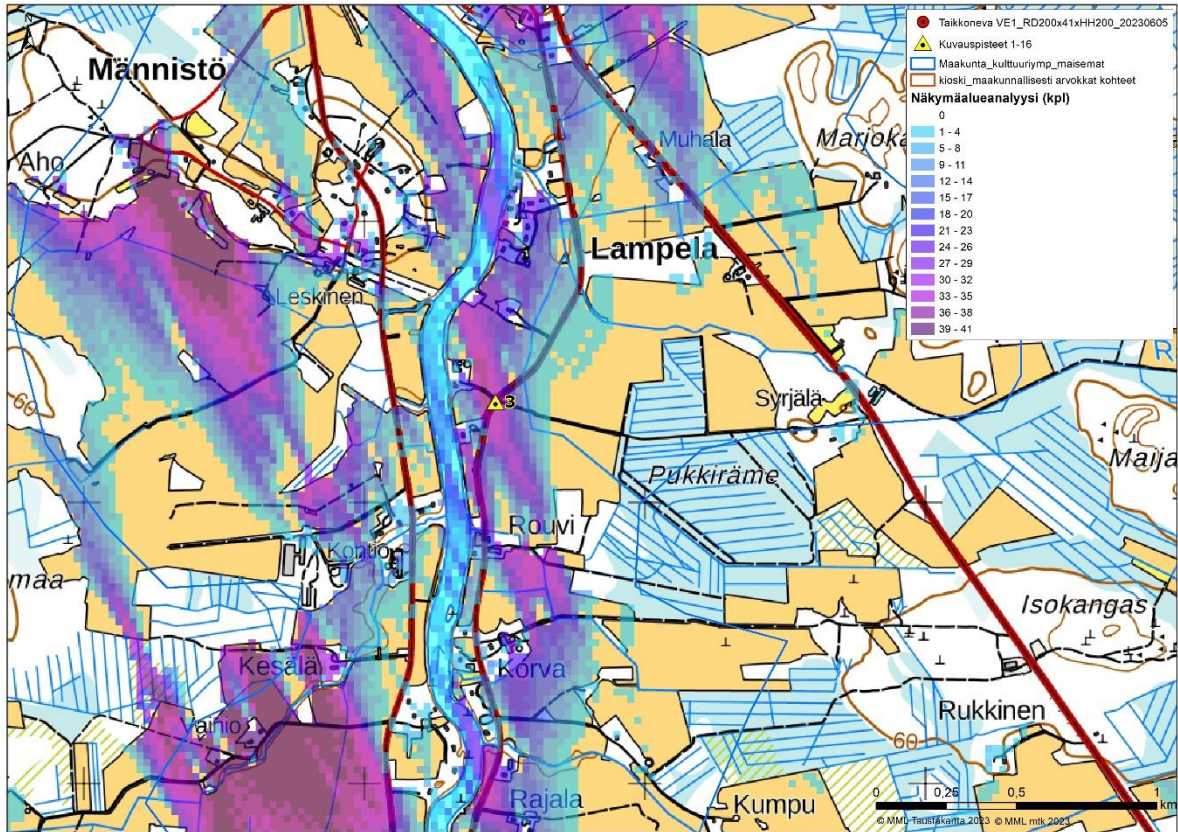 Taikkoneva VE1_RD200x41xHH200_20230605
Kuvauspisteet 1-16
Maakunta_kulttuuriymp_maisemat
kioski_maakunnallisesti arvokkat kohteet
Näkymäalueanalyysi (kpl)
0
1 - 4
5 - 8
9 - 11
12 - 14
15 - 17
18 - 20
21 - 23
24 - 26
27 - 29
30 - 32
33 - 35
36 - 38
39 - 41
N
Männistö
Aho
Muhala
Marjoka
Lampela
Leskinen
60
3
Syrjälä
Maija
Pukkiräme
Rouvi
Kontio
maa
Isokangas
Kesälä
Korva
Vainio
Rukkinen
60
Rajala
Kumpu
0 0,25 0,5 1
km
© MML Taustakartta 2023 © MML mtk 2023